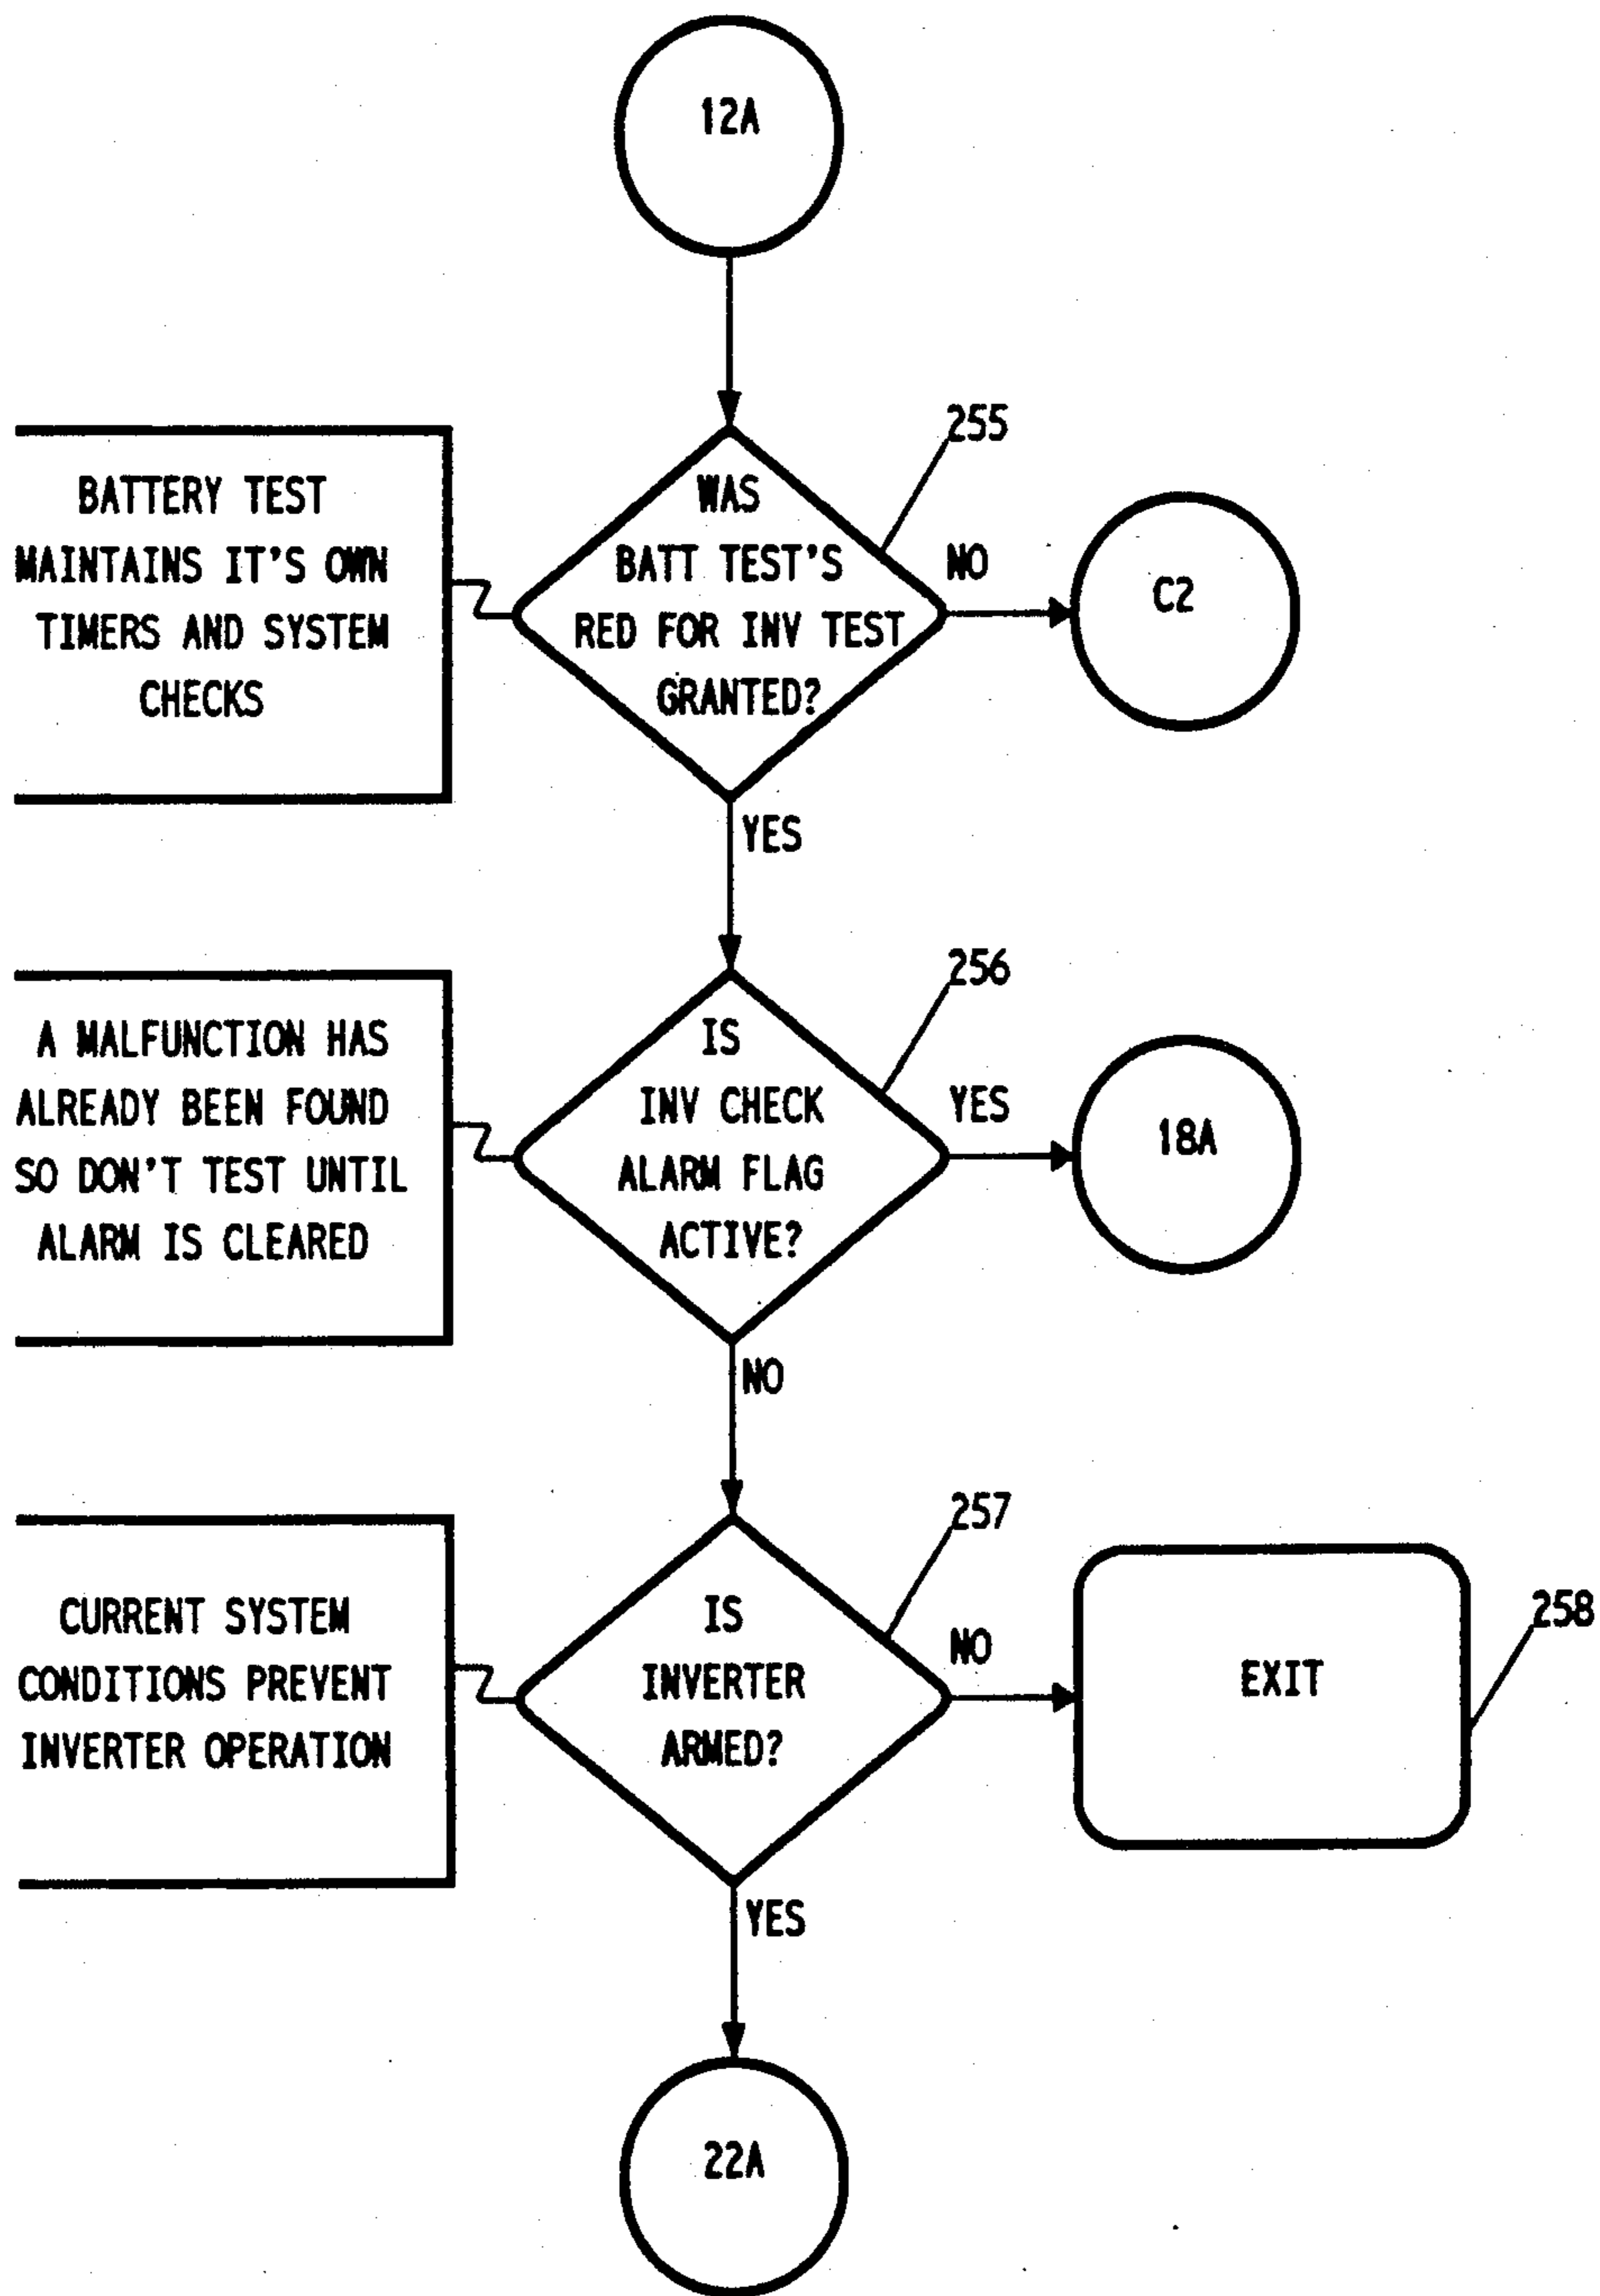 12A
255
BATTERY TEST
MAINTAINS IT'S OWN
TIMERS AND SYSTEM
CHECKS
WAS
BATT TEST'S
RED FOR INV TEST
GRANTED?
NO
C2
YES
256
A MALFUNCTION HAS
ALREADY BEEN FOUND
SO DON'T TEST UNTIL
ALARM IS CLEARED
IS
INV CHECK
ALARM FLAG
ACTIVE?
YES
18A
NO
257
CURRENT SYSTEM
CONDITIONS PREVENT
INVERTER OPERATION
IS
INVERTER
ARMED?
NO
EXIT
258
YES
22A